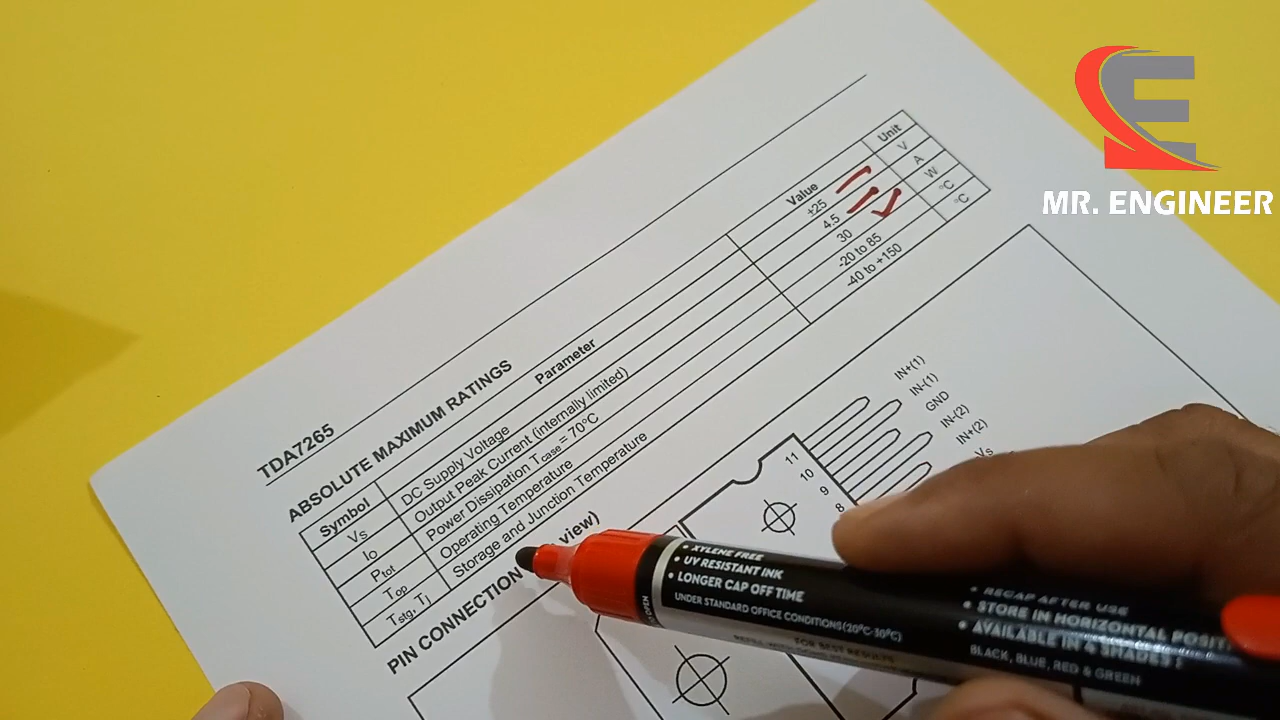 MR. ENGINEER
TDA7265
ABSOLUTE MAXIMUM RATINGS
Symbol Parameter Value Unit
Vs DC Supply Voltage ±25 V
IO Output Peak Current (internally limited) 4.5 A
Ptot Power Dissipation Tcase = 70°C 30 W
Top Operating Temperature -20 to 85 °C
Tstg, Tj Storage and Junction Temperature -40 to +150 °C
PIN CONNECTION view)
11 IN+(1)
10 IN-(1)
9 GND
8 IN-(2)
IN+(2)
-Vs
• XYLENE FREE
• UV RESISTANT INK
• LONGER CAP OFF TIME
UNDER STANDARD OFFICE CONDITIONS (20°C-30°C)
FOR BEST RESULTS
• RECAP AFTER USE
• STORE IN HORIZONTAL POSITI
• AVAILABLE IN 4 SHADES :
BLACK, BLUE, RED & GREEN